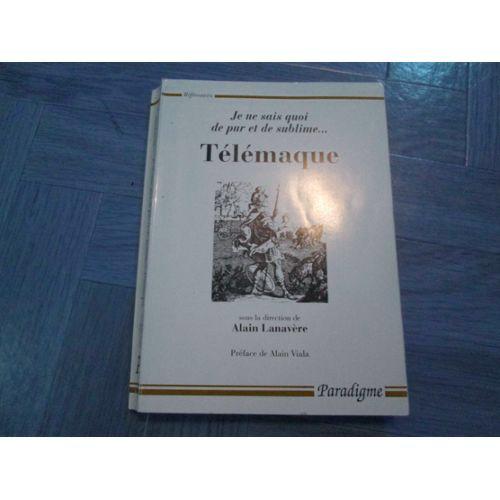 Références
Je ne sais quoi
de pur et de sublime...
Télémaque
sous la direction de
Alain Lanavère
Préface de Alain Viala
Paradigme